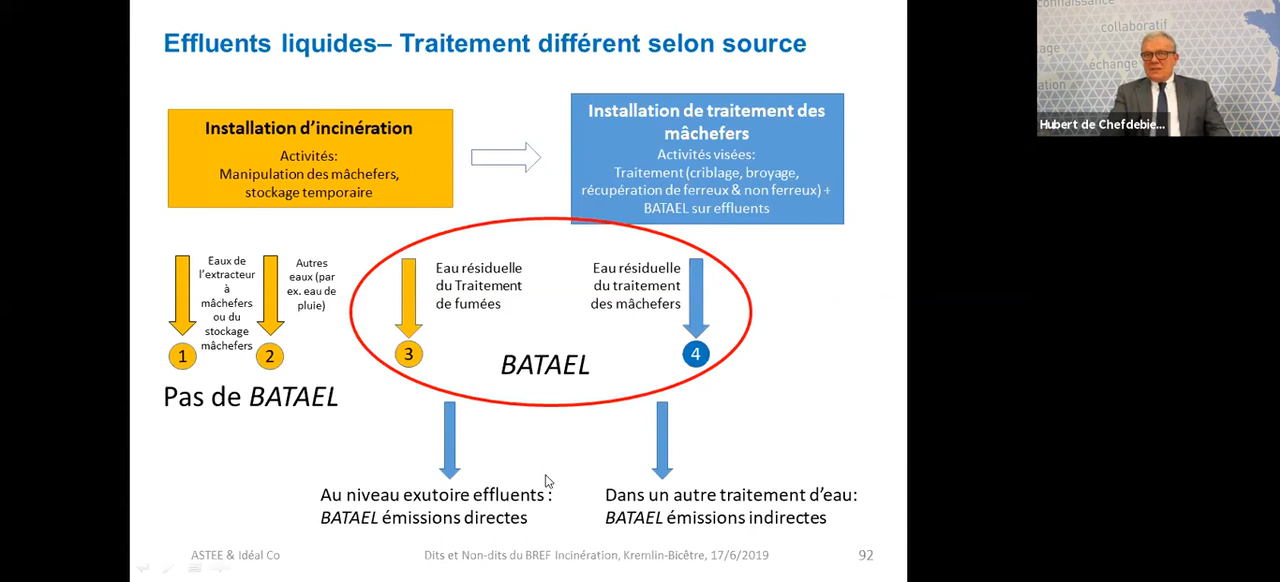 Effluents liquides– Traitement différent selon source
Installation d'incinération
Activités:
Manipulation des mâchefers,
stockage temporaire
Installation de traitement des
mâchefers
Activités visées:
Traitement (criblage, broyage,
récupération de ferreux & non ferreux) +
BATAEL sur effluents
Eaux de
l'extracteur
à
mâchefers
ou du
stockage
mâchefers
1
Autres
eaux (par
ex. eau de
pluie)
2
Pas de BATAEL
Eau résiduelle
du Traitement
de fumées
3
Eau résiduelle
du traitement
des mâchefers
4
BATAEL
Au niveau exutoire effluents :
BATAEL émissions directes
Dans un autre traitement d'eau:
BATAEL émissions indirectes
ASTEE & Idéal Co
Dits et Non-dits du BREF Incinération, Kremlin-Bicêtre, 17/6/2019
92
connaissance
collaboratif
échange
Hubert de Chefdebie...